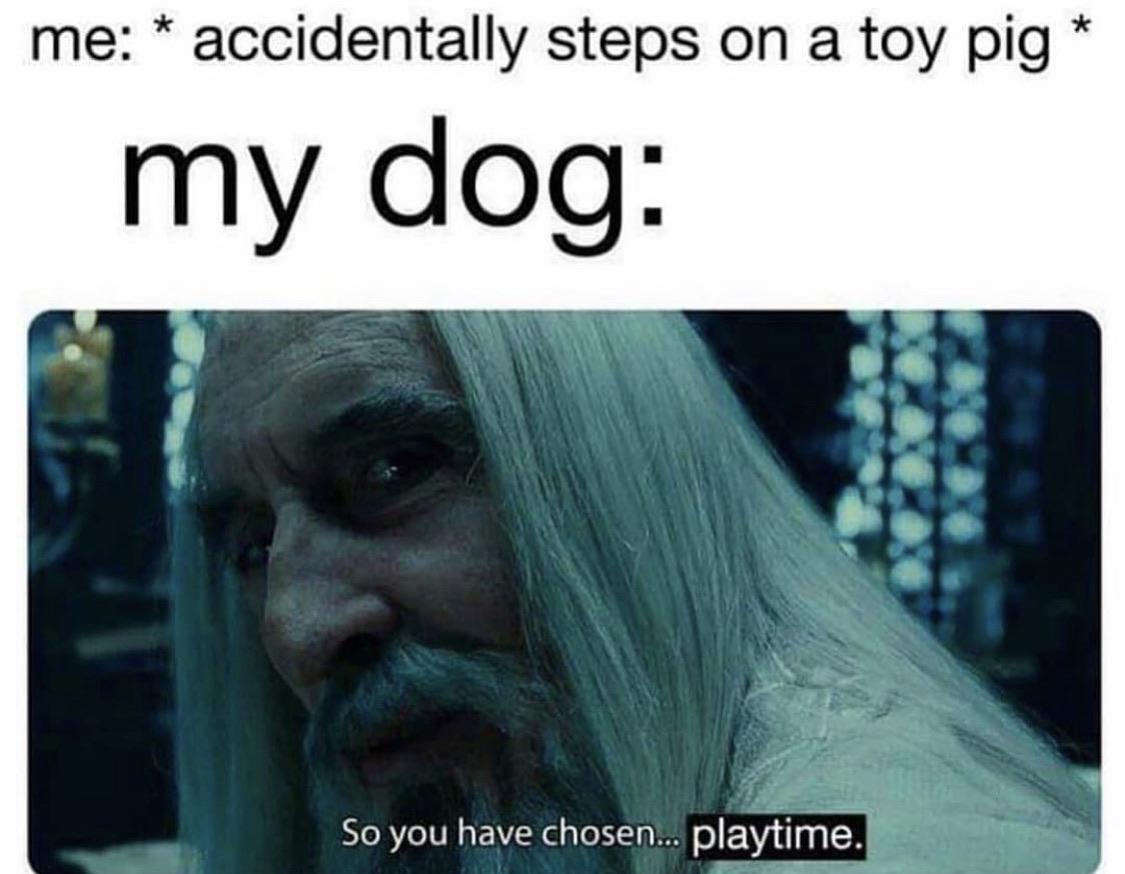 me: * accidentally steps on a toy pig *
my dog:
So you have chosen... playtime.